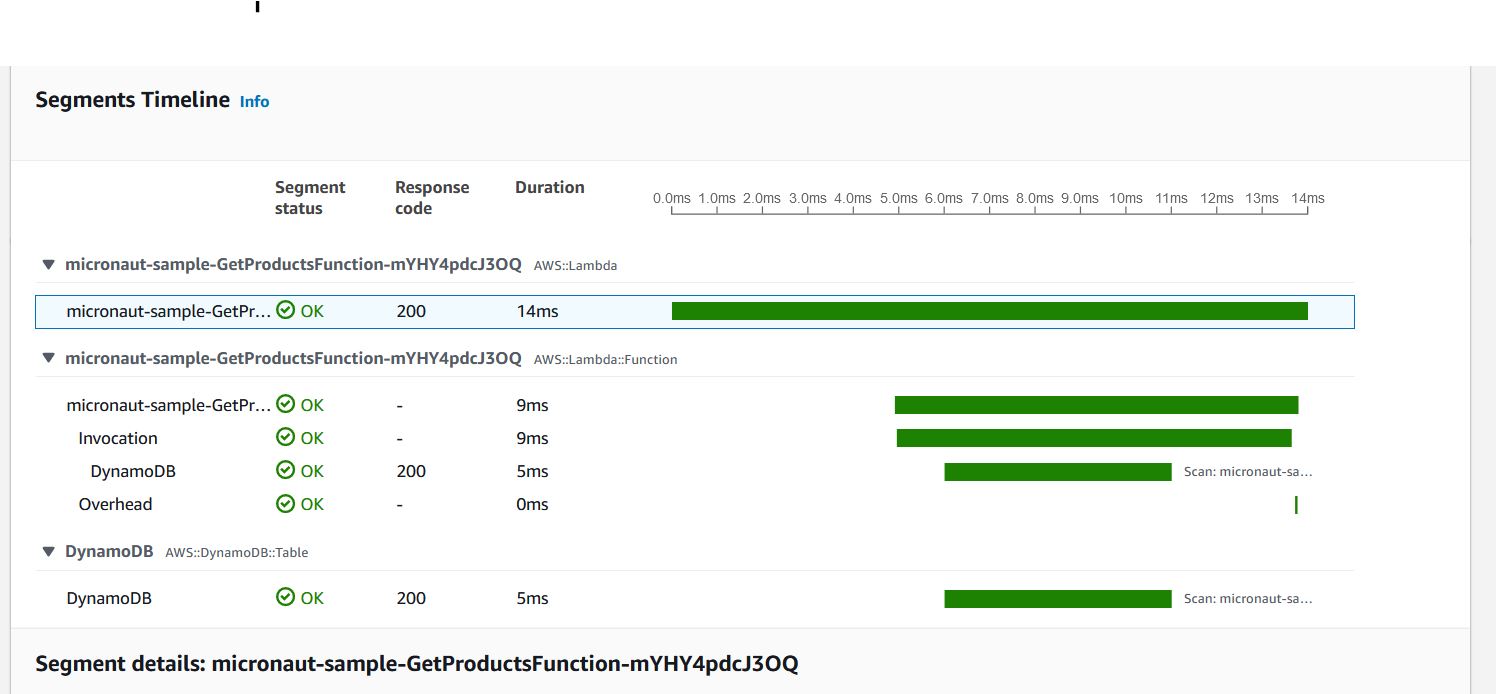 Segments Timeline Info
Segment status Response code Duration
0.0ms 1.0ms 2.0ms 3.0ms 4.0ms 5.0ms 6.0ms 7.0ms 8.0ms 9.0ms 10ms 11ms 12ms 13ms 14ms
micronaut-sample-GetProductsFunction-mYHY4pdcJ3OQ AWS::Lambda
micronaut-sample-GetPr... OK 200 14ms
micronaut-sample-GetProductsFunction-mYHY4pdcJ3OQ AWS::Lambda::Function
micronaut-sample-GetPr... OK - 9ms
Invocation OK - 9ms
DynamoDB OK 200 5ms Scan: micronaut-sa...
Overhead OK - 0ms
DynamoDB AWS::DynamoDB::Table
DynamoDB OK 200 5ms Scan: micronaut-sa...
Segment details: micronaut-sample-GetProductsFunction-mYHY4pdcJ3OQ